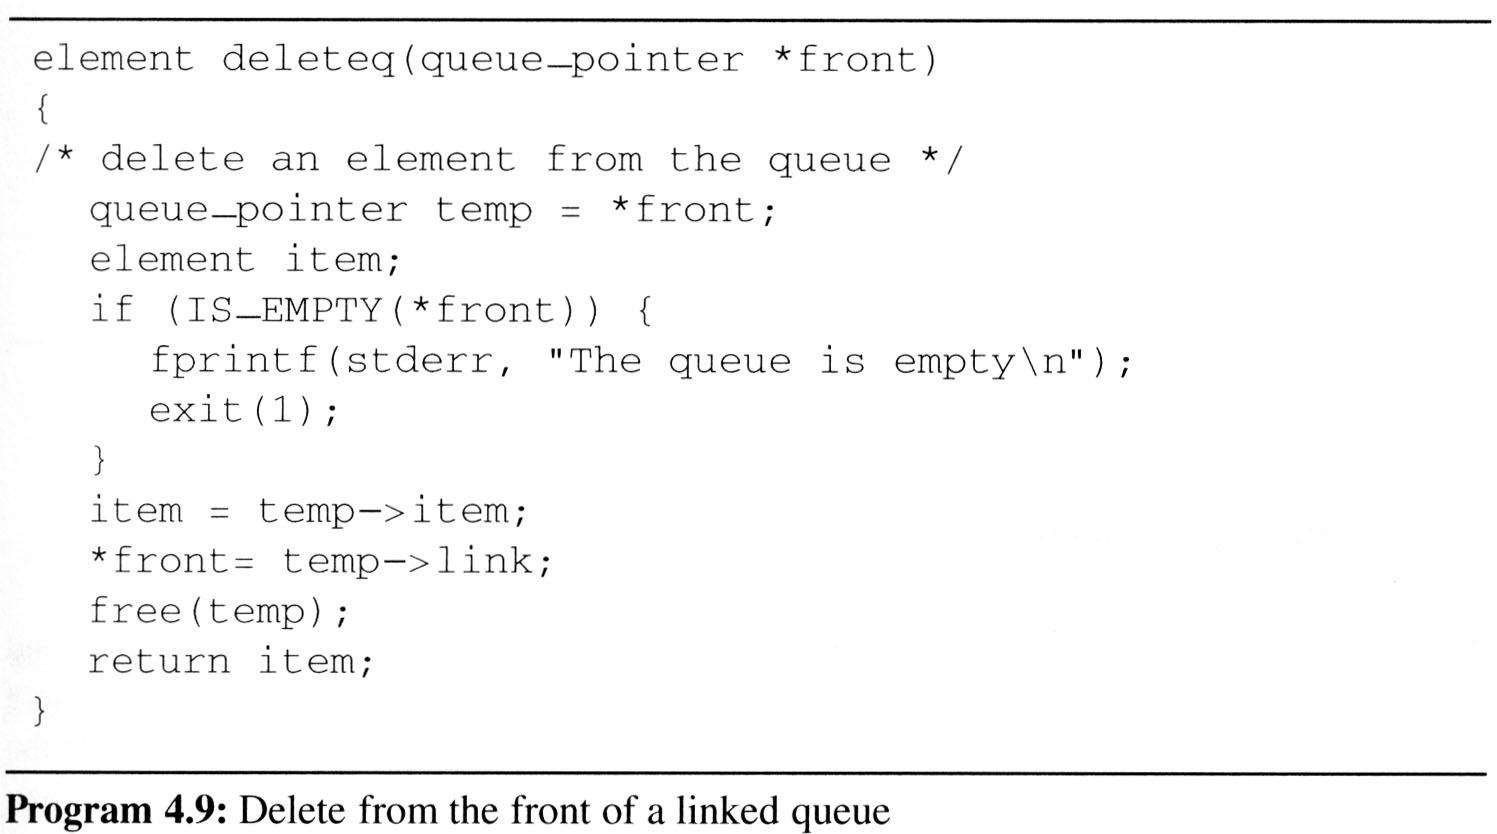 element deleteq(queue_pointer *front)
{
/* delete an element from the queue */
queue_pointer temp = *front;
element item;
if (IS_EMPTY(*front)) {
fprintf(stderr, "The queue is empty\n");
exit(1);
}
item = temp->item;
*front= temp->link;
free(temp);
return item;
}
Program 4.9: Delete from the front of a linked queue